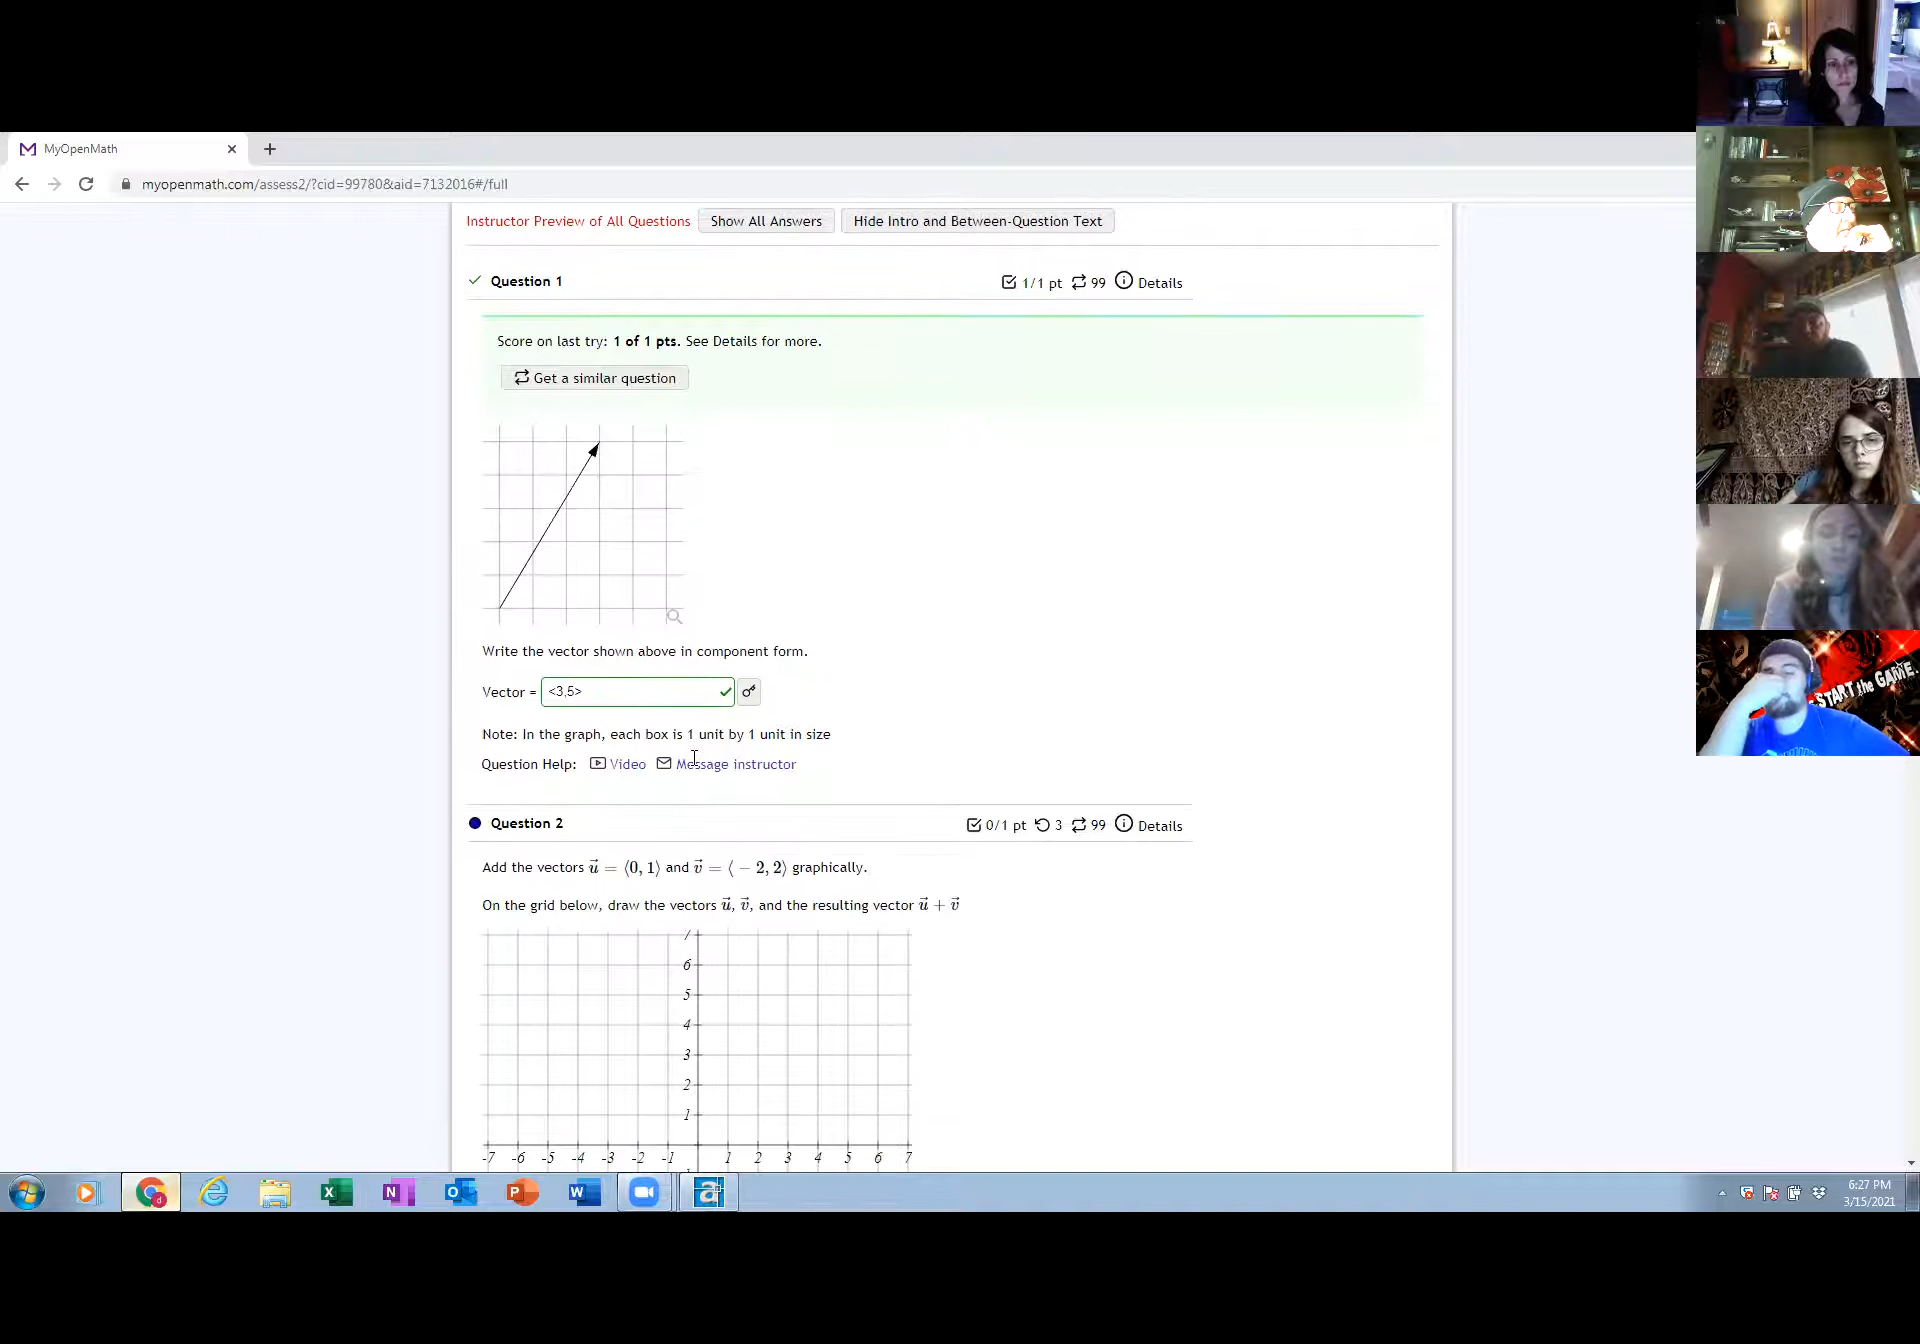 MyOpenMath
myopenmath.com/assess2/?cid=99780&aid=7132016#/full
Instructor Preview of All Questions Show All Answers Hide Intro and Between-Question Text
Question 1 1/1 pt 99 Details
Score on last try: 1 of 1 pts. See Details for more.
Get a similar question
Write the vector shown above in component form.
Vector = <3,5>
Note: In the graph, each box is 1 unit by 1 unit in size
Question Help: Video Message instructor
Question 2 0/1 pt 3 99 Details
Add the vectors u⃗ = ⟨0, 1⟩ and v⃗ = ⟨ − 2, 2⟩ graphically.
On the grid below, draw the vectors u⃗, v⃗, and the resulting vector u⃗ + v⃗
7
6
5
4
3
2
1
-7 -6 -5 -4 -3 -2 -1 1 2 3 4 5 6 7
START the GAME.
6:27 PM
3/15/2021